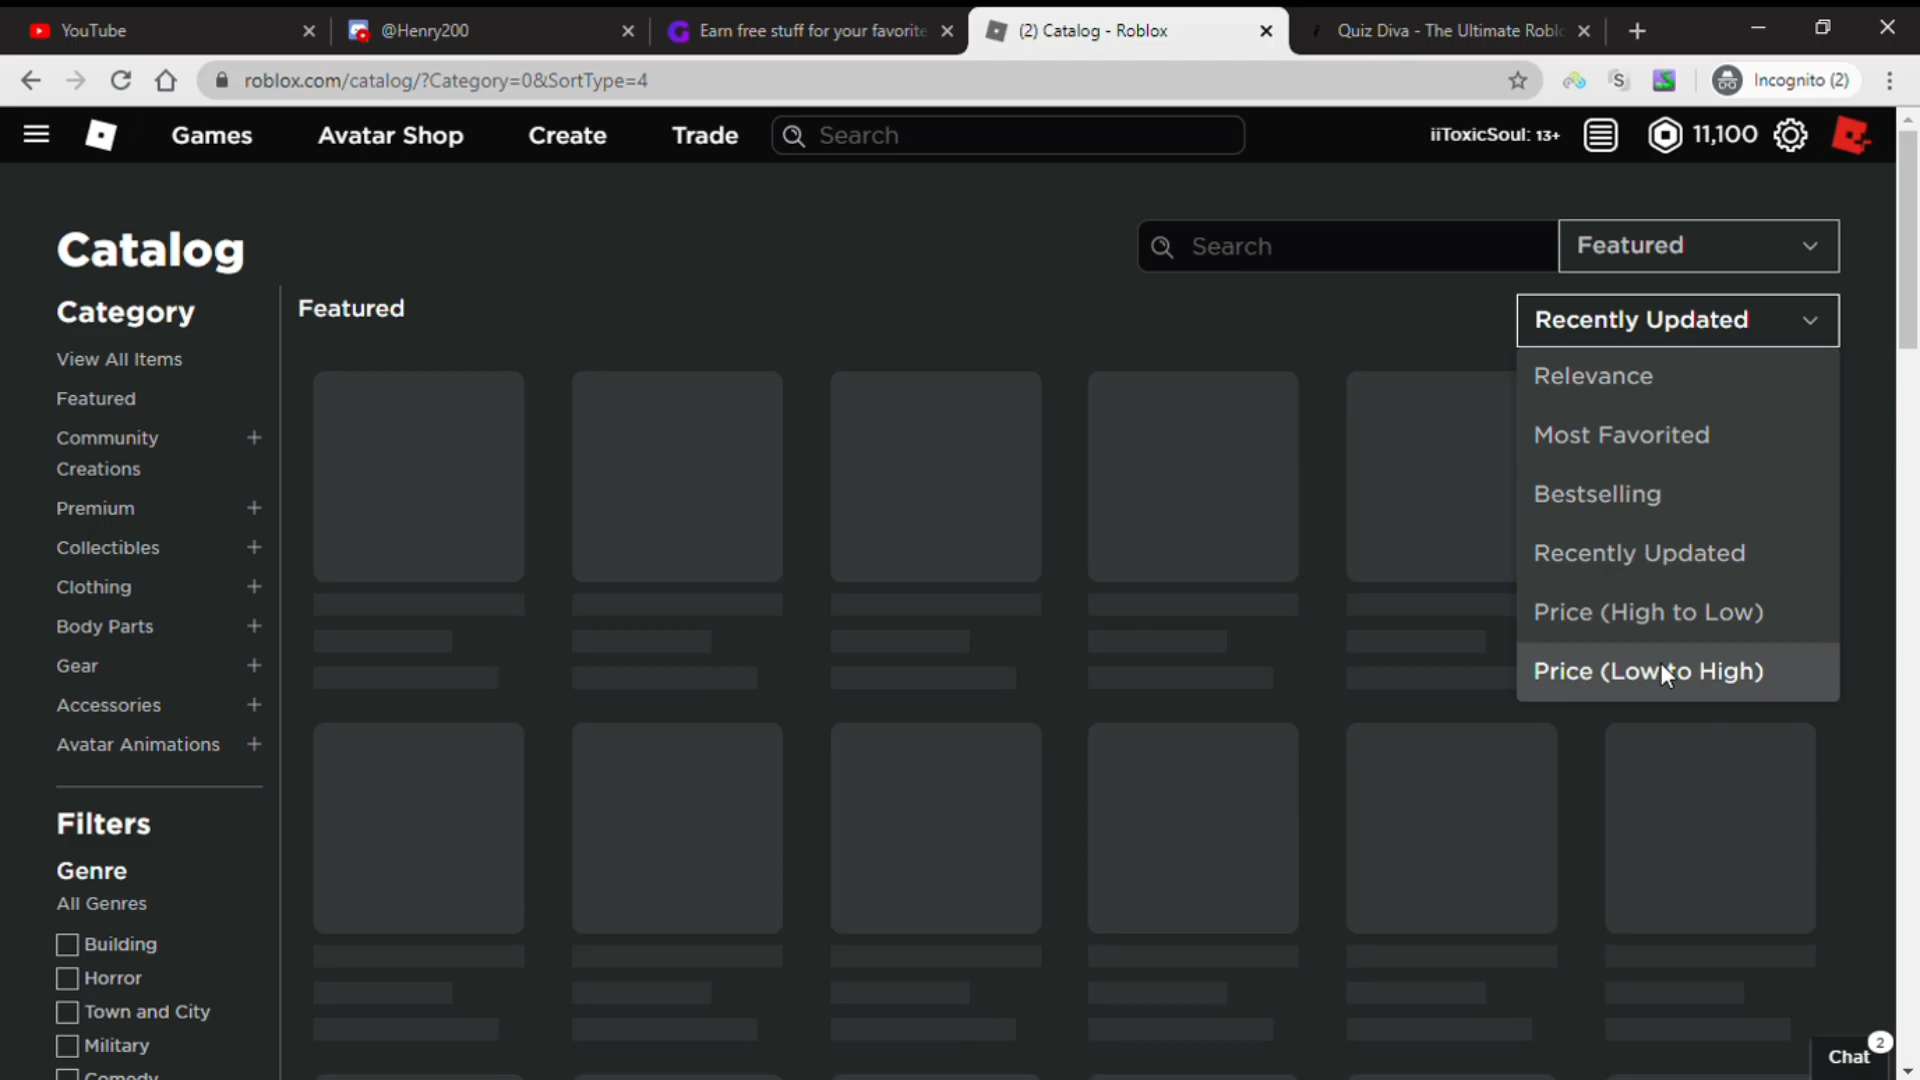 YouTube
@Henry200
Earn free stuff for your favorite
(2) Catalog - Roblox
Quiz Diva - The Ultimate Roblo
roblox.com/catalog/?Category=0&SortType=4
S
Incognito (2)
Games
Avatar Shop
Create
Trade
Search
iiToxicSoul: 13+
11,100
Catalog
Search
Featured
Category
Featured
Recently Updated
View All Items
Featured
Community
Creations
Premium
Collectibles
Clothing
Body Parts
Gear
Accessories
Avatar Animations
Relevance
Most Favorited
Bestselling
Recently Updated
Price (High to Low)
Price (Low to High)
Filters
Genre
All Genres
Building
Horror
Town and City
Military
Comedy
Chat
2